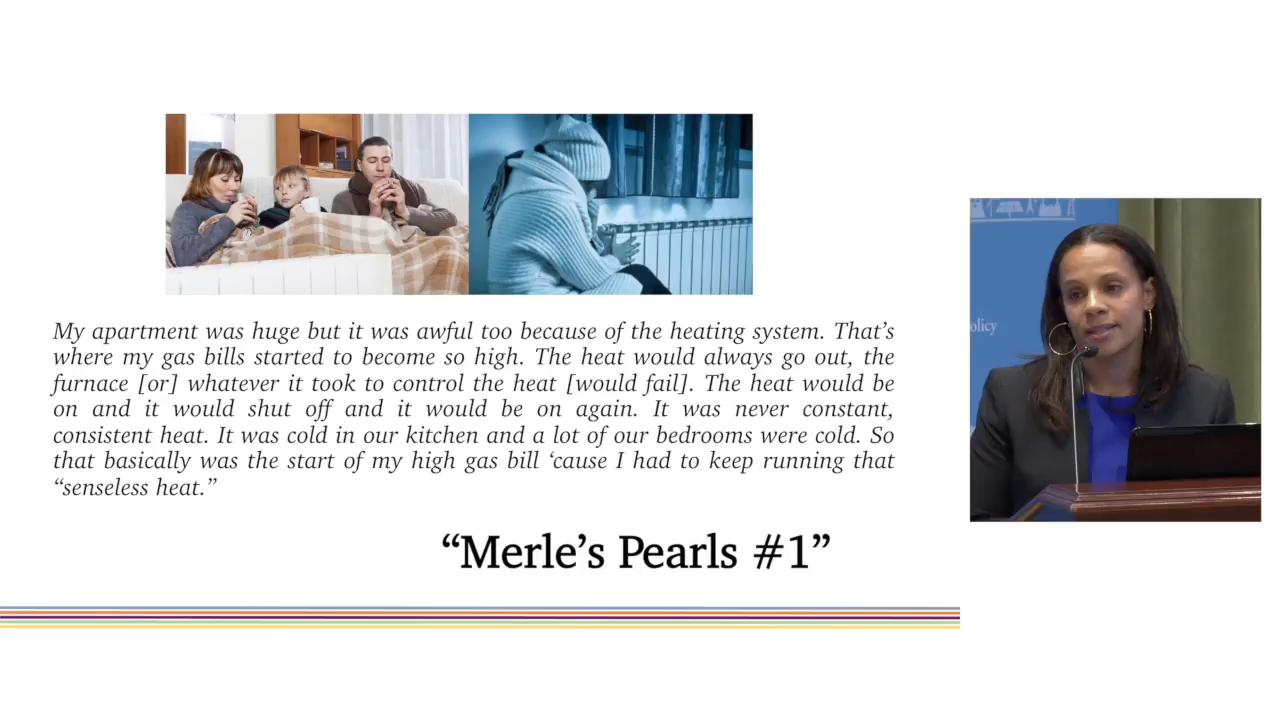 My apartment was huge but it was awful too because of the heating system. That’s
where my gas bills started to become so high. The heat would always go out, the
furnace [or] whatever it took to control the heat [would fail]. The heat would be
on and it would shut off and it would be on again. It was never constant,
consistent heat. It was cold in our kitchen and a lot of our bedrooms were cold. So
that basically was the start of my high gas bill ‘cause I had to keep running that
“senseless heat.”
“Merle’s Pearls #1”
olicy